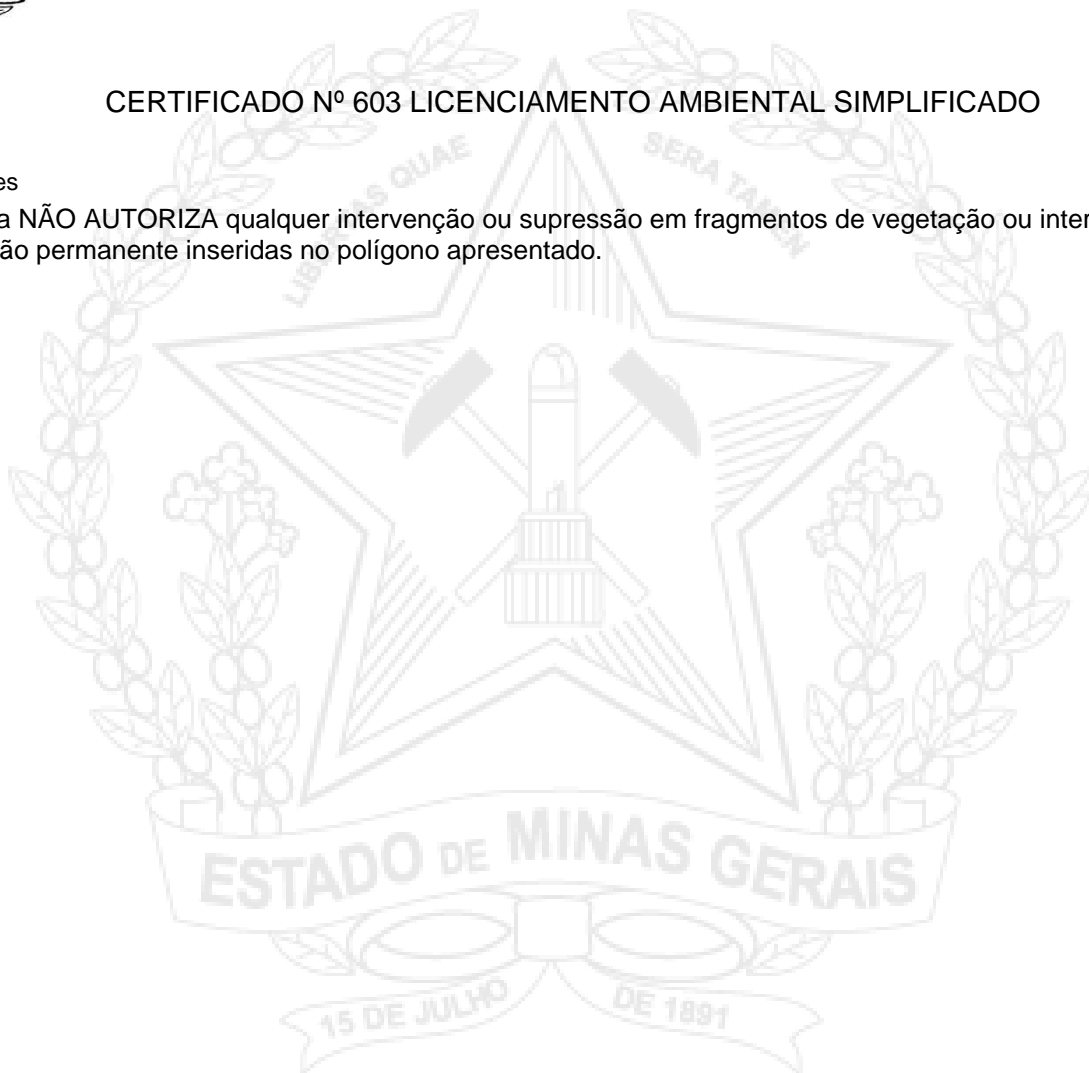 CERTIFICADO Nº 603 LICENCIAMENTO AMBIENTAL SIMPLIFICADO
es
a NÃO AUTORIZA qualquer intervenção ou supressão em fragmentos de vegetação ou inter
ão permanente inseridas no polígono apresentado.
LIBERTAS QUAE SERA TAMEN
ESTADO DE MINAS GERAIS
15 DE JULHO DE 1891